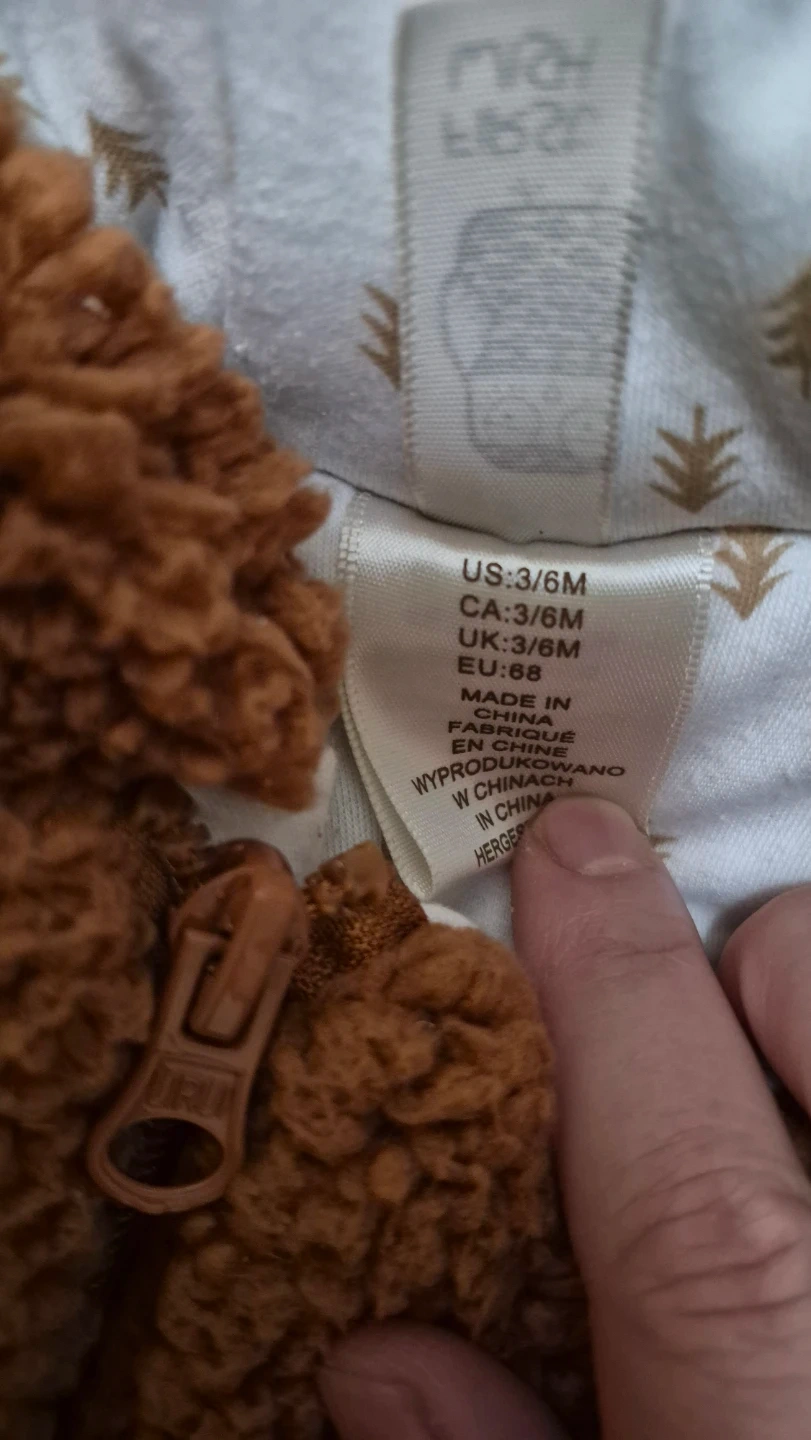 US:3/6M
CA:3/6M
UK:3/6M
EU:68
MADE IN
CHINA
FABRIQUÉ
EN CHINE
WYPRODUKOWANO
W CHINACH
IN CHINA